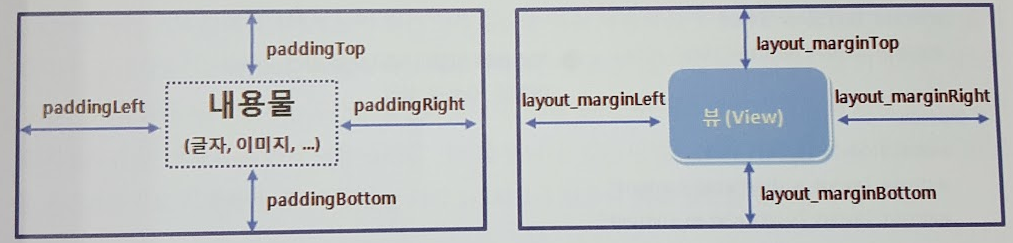 paddingTop
paddingLeft
내용물
(글자, 이미지, ...)
paddingRight
paddingBottom
layout_marginTop
layout_marginLeft
뷰 (View)
layout_marginRight
layout_marginBottom